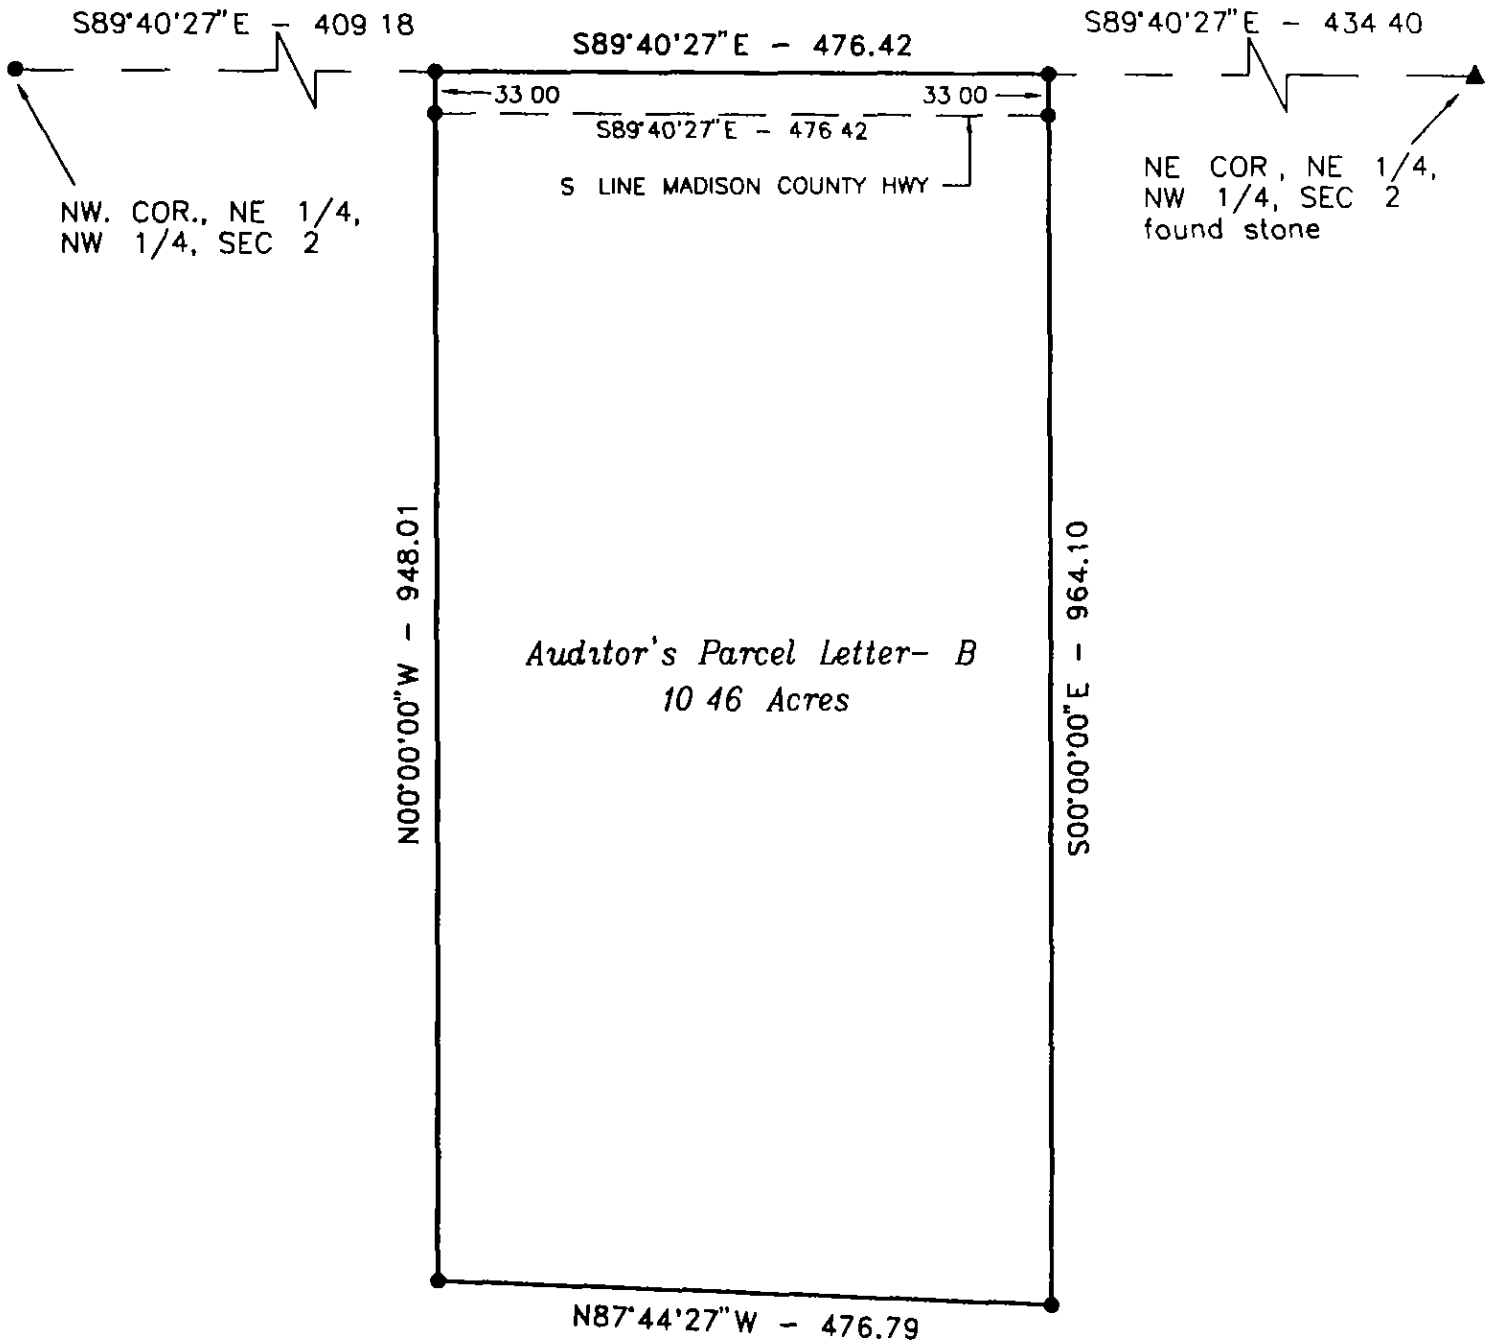 S89°40'27"E - 409 18
S89°40'27"E - 476.42
S89°40'27"E - 434 40
33 00
33 00
S89°40'27"E - 476 42
S LINE MADISON COUNTY HWY
NW. COR., NE 1/4,
NW 1/4, SEC 2
NE COR, NE 1/4,
NW 1/4, SEC 2
found stone
N00°00'00"W - 948.01
S00°00'00"E - 964.10
Auditor's Parcel Letter- B
10 46 Acres
N87°44'27"W - 476.79